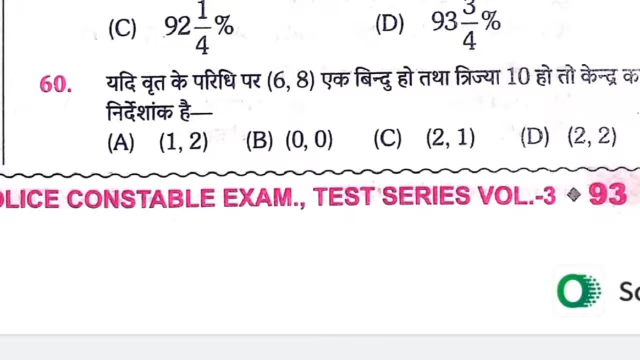 (C) 92 1/4 % (D) 93 3/4 %
60. यदि वृत के परिधि पर (6, 8) एक बिन्दु हो तथा त्रिज्या 10 हो तो केन्द्र
निर्देशांक है—
(A) (1, 2) (B) (0, 0) (C) (2, 1) (D) (2, 2)
CONSTABLE EXAM., TEST SERIES VOL.-3 ◆ 93